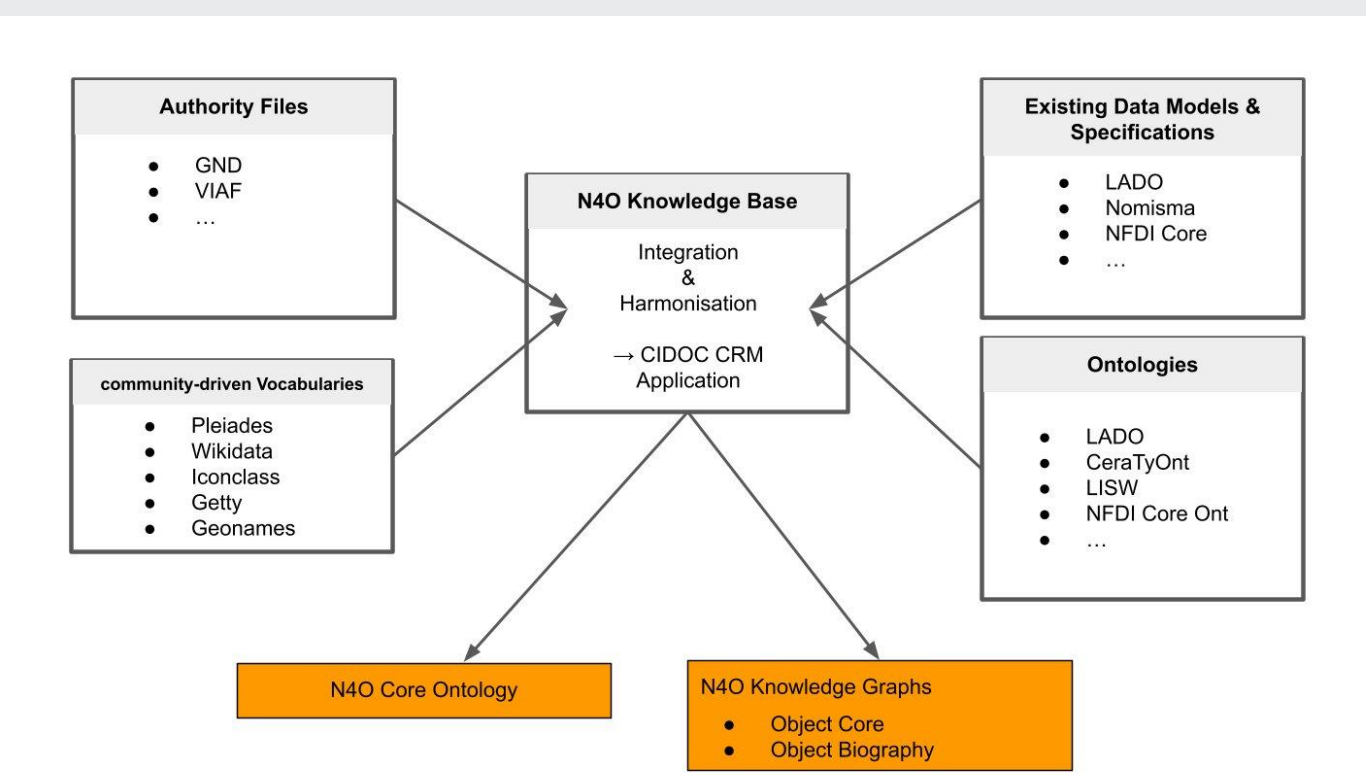 Authority Files
● GND
● VIAF
● …
community-driven Vocabularies
● Pleiades
● Wikidata
● Iconclass
● Getty
● Geonames
N4O Knowledge Base
Integration
&
Harmonisation
→ CIDOC CRM
Application
Existing Data Models &
Specifications
● LADO
● Nomisma
● NFDI Core
● …
Ontologies
● LADO
● CeraTyOnt
● LISW
● NFDI Core Ont
● …
N4O Core Ontology
N4O Knowledge Graphs
● Object Core
● Object Biography